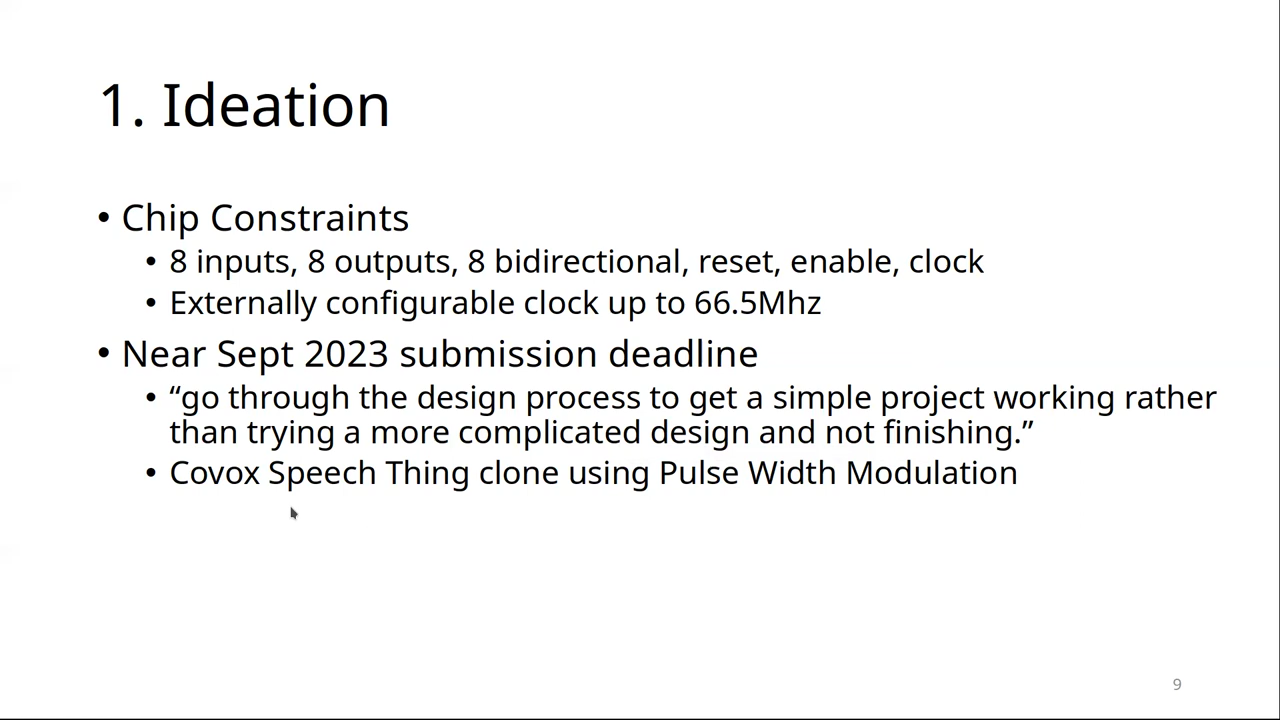 1. Ideation
• Chip Constraints
• 8 inputs, 8 outputs, 8 bidirectional, reset, enable, clock
• Externally configurable clock up to 66.5Mhz
• Near Sept 2023 submission deadline
• “go through the design process to get a simple project working rather
than trying a more complicated design and not finishing.”
• Covox Speech Thing clone using Pulse Width Modulation
9